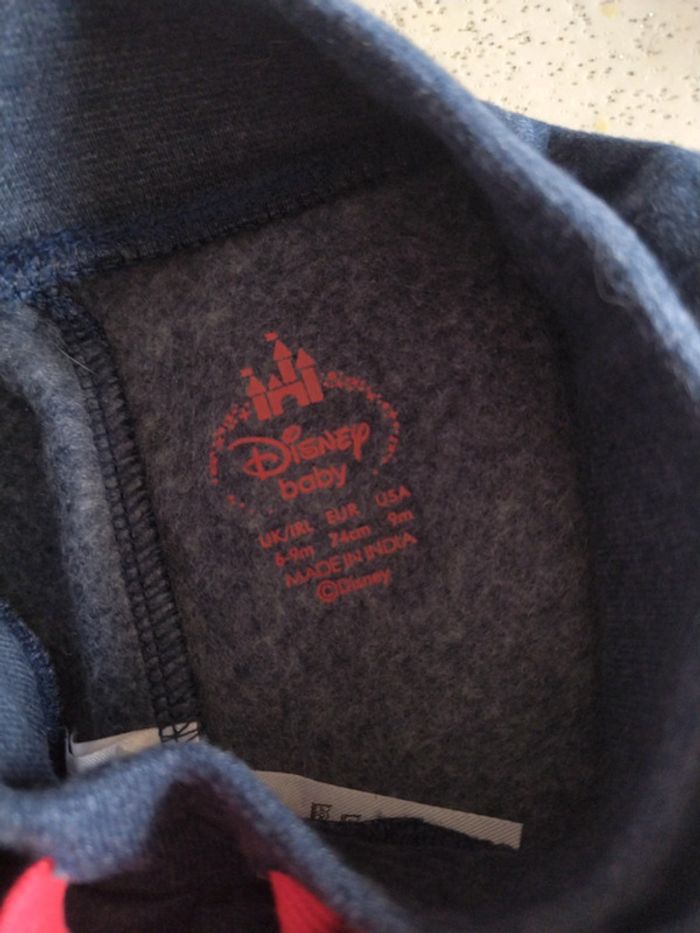 Disney
baby
UK/IRL EUR USA
6-9m 74cm 9m
MADE IN INDIA
©Disney